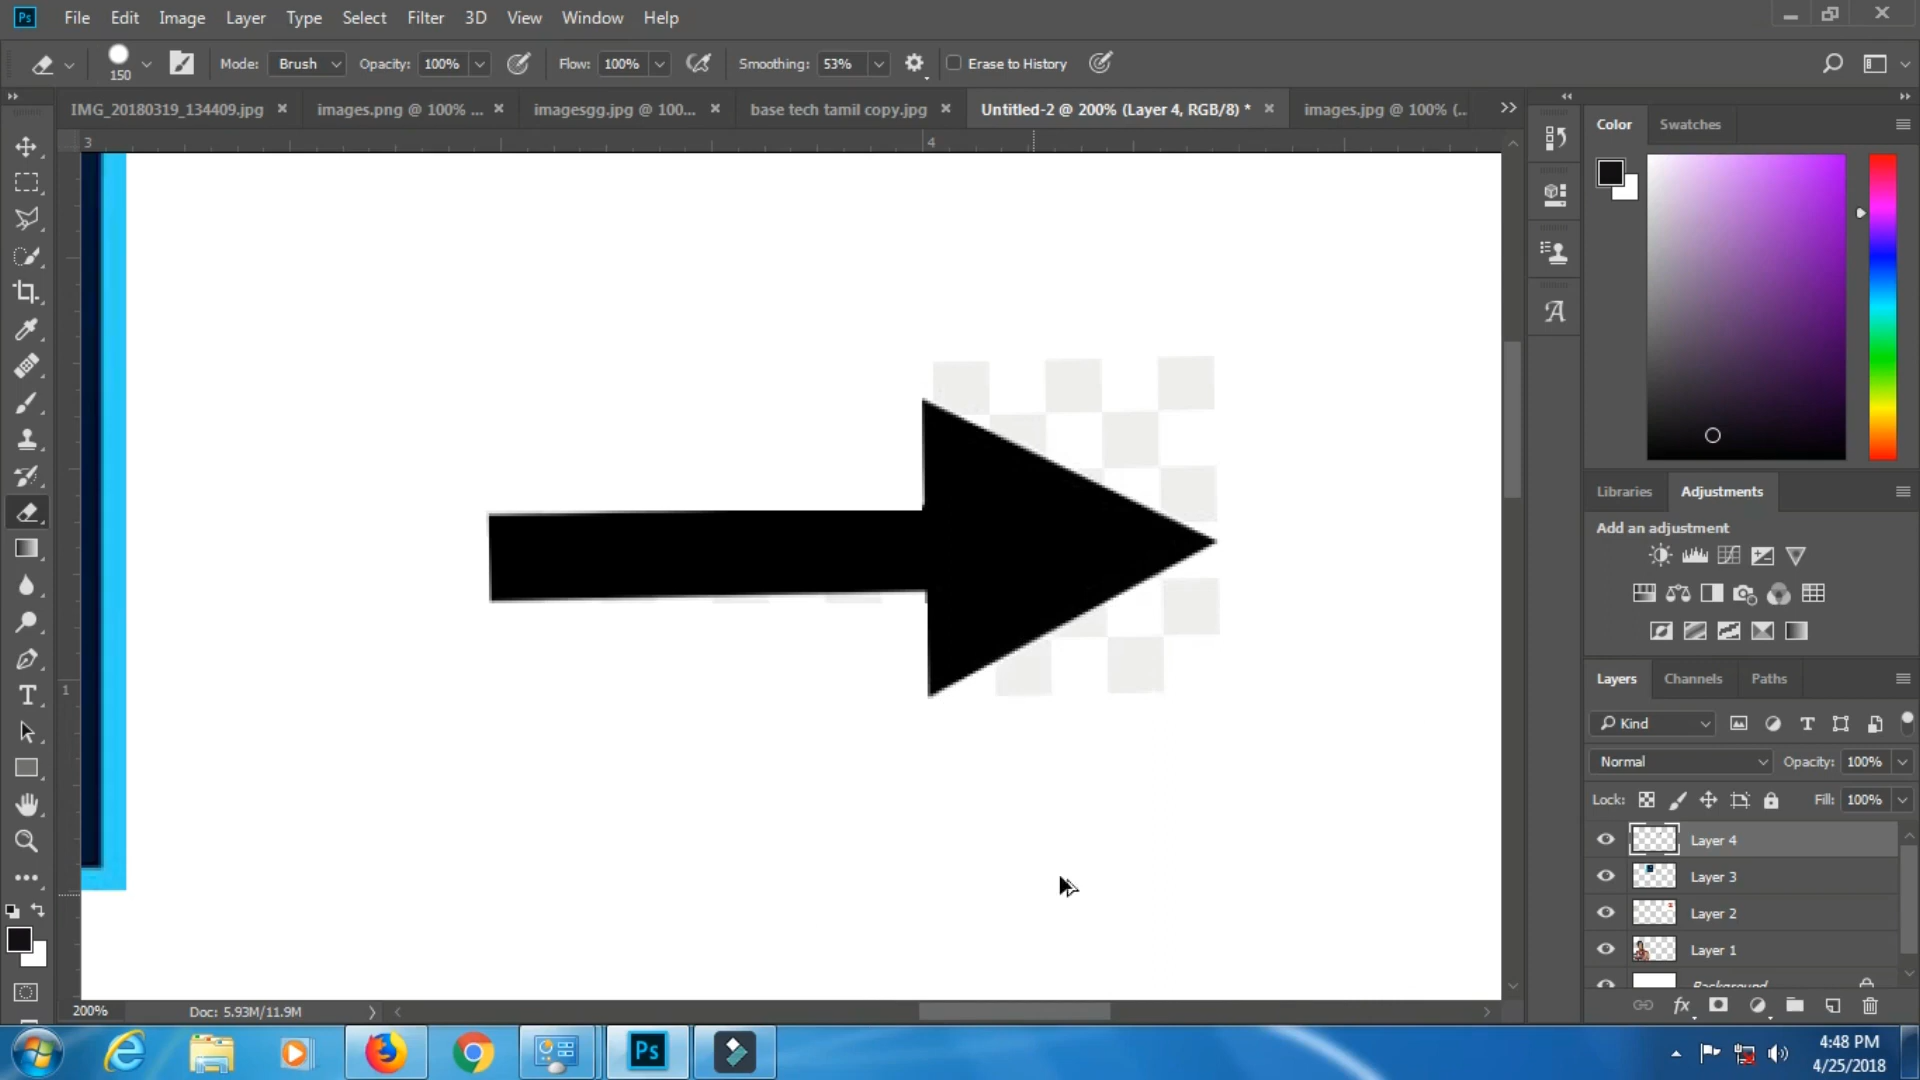 Ps File Edit Image Layer Type Select Filter 3D View Window Help
150 Mode: Brush Opacity: 100% Flow: 100% Smoothing: 53% Erase to History
IMG_20180319_134409.jpg × images.png @ 100% ... × imagesgg.jpg @ 100... × base tech tamil copy.jpg × Untitled-2 @ 200% (Layer 4, RGB/8) * × images.jpg @ 100% (..
3 4
1
Color Swatches
Libraries Adjustments
Add an adjustment
Layers Channels Paths
Kind
Normal Opacity: 100%
Lock: Fill: 100%
Layer 4
Layer 3
Layer 2
Layer 1
Background
200% Doc: 5.93M/11.9M
Ps
4:48 PM
4/25/2018